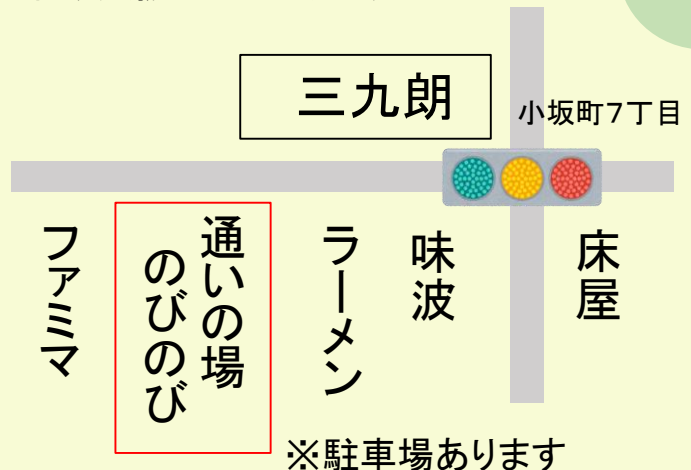 三九朗
小坂町７丁目
ファミマ
通いの場
のびのび
ラーメン
味波
床屋
※駐車場あります